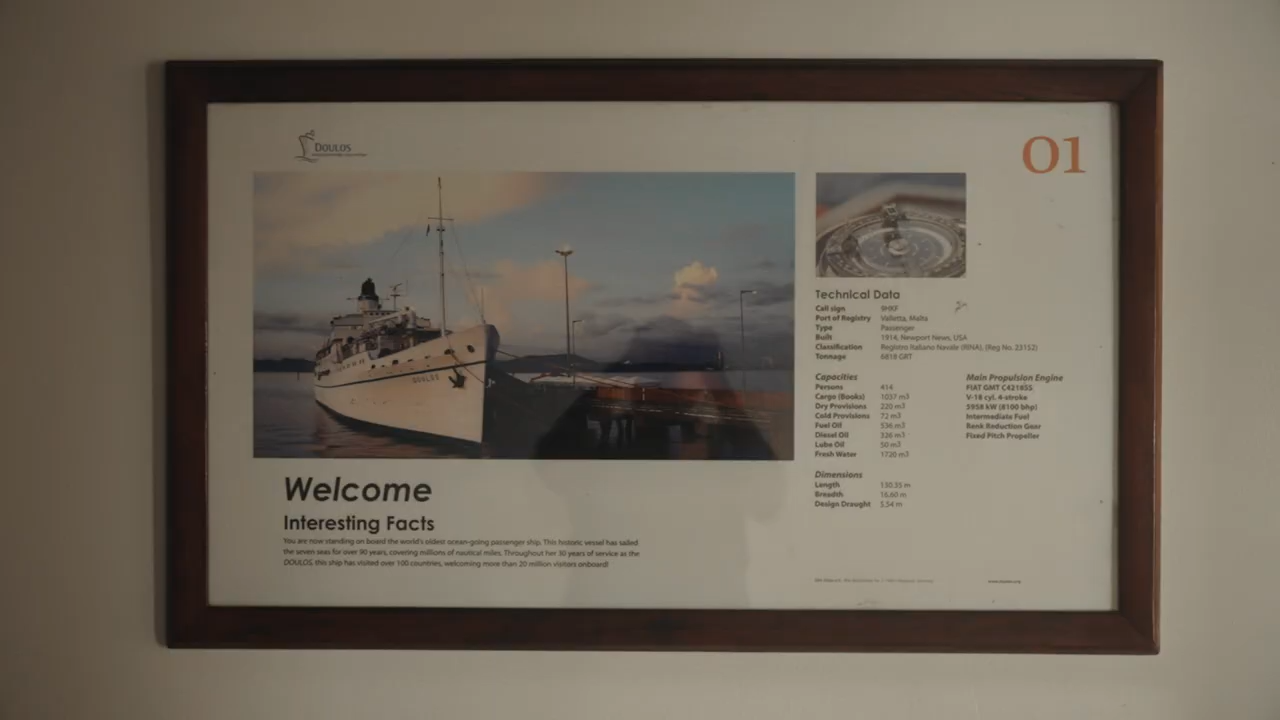 DOULOS
01
DOULOS
Welcome
Interesting Facts
You are now standing on board the world's oldest ocean-going passenger ship. This historic vessel has sailed
the seven seas for over 90 years, covering millions of nautical miles. Throughout her 30 years of service as the
DOULOS, this ship has visited over 100 countries, welcoming more than 20 million visitors onboard!
Technical Data
Call sign 9HKF
Port of Registry Valletta, Malta
Type Passenger
Built 1914, Newport News, USA
Classification Registro Italiano Navale (RINA), (Reg No. 23152)
Tonnage 6818 GRT
Capacities
Persons 414
Cargo (Books) 1037 m3
Dry Provisions 220 m3
Cold Provisions 72 m3
Fuel Oil 536 m3
Diesel Oil 326 m3
Lube Oil 50 m3
Fresh Water 1720 m3
Main Propulsion Engine
FIAT GMT C4218SS
V-18 cyl. 4-stroke
5958 kW (8100 bhp)
Intermediate Fuel
Renk Reduction Gear
Fixed Pitch Propeller
Dimensions
Length 130.35 m
Breadth 16.60 m
Design Draught 5.54 m